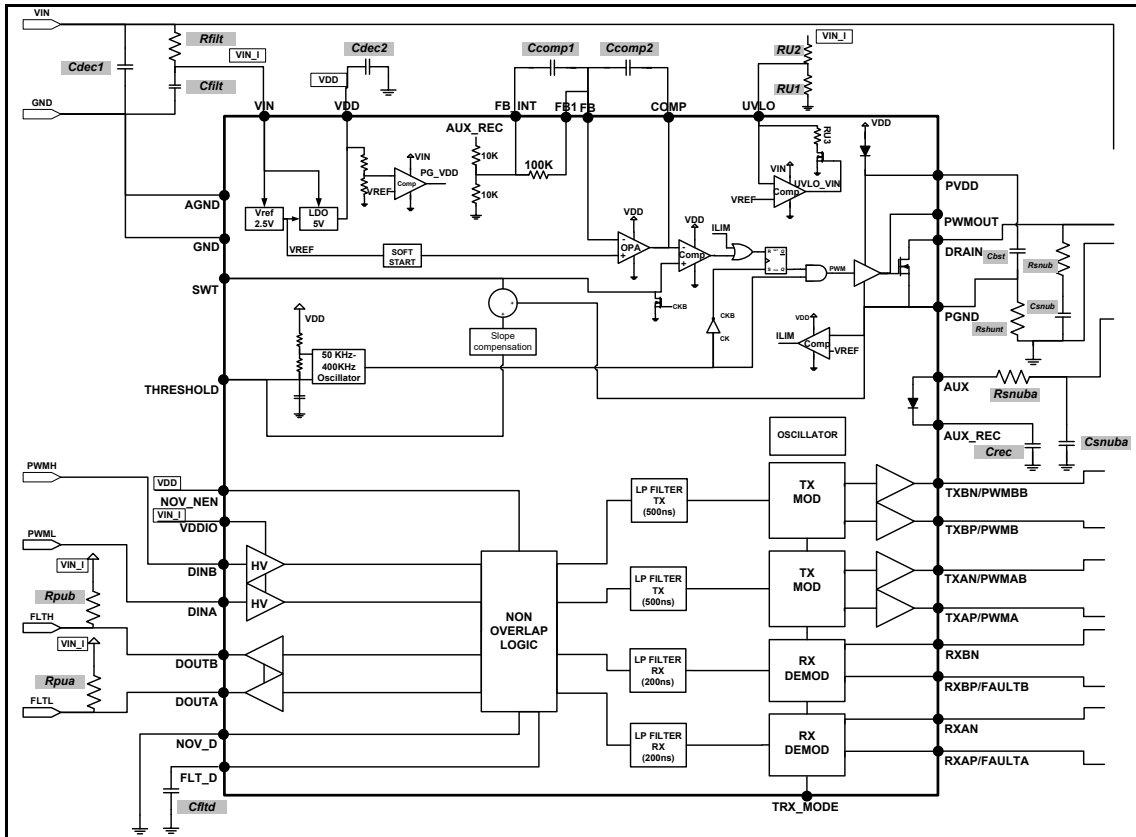 VIN
Rfilt
Cdec1
VIN_I
Cfilt
GND
Cdec2
VDD
Ccomp1
Ccomp2
VIN_I
RU2
RU1
VIN
VDD
FB_INT
FB1
FB
COMP
UVLO
AUX_REC
10K
10K
100K
VIN
PG_VDD
Comp
VREF
RU3
VIN
Comp
UVLO_VIN
VREF
VDD
AGND
Vref
2.5V
LDO
5V
GND
VREF
SOFT
START
VDD
OPA
VDD
Comp
ILIM
PWM
PVDD
PWMOUT
DRAIN
Cbst
Rsnub
Csnub
Rshunt
PGND
SWT
CKB
CKB
CK
VDD
ILIM
Comp
VREF
Slope
compensation
VDD
50 KHz-
400KHz
Oscillator
THRESHOLD
AUX
Rsnuba
AUX_REC
Crec
Csnuba
OSCILLATOR
PWMH
VDD
NOV_NEN
VIN_I
VDDIO
PWML
VIN_I
DINB
HV
Rpub
DINA
HV
FLTH
VIN_I
DOUTB
Rpua
FLTL
DOUTA
NOV_D
FLT_D
Cfltd
NON
OVERLAP
LOGIC
LP FILTER
TX
(500ns)
TX
MOD
TXBN/PWMBB
TXBP/PWMB
LP FILTER
TX
(500ns)
TX
MOD
TXAN/PWMAB
TXAP/PWMA
LP FILTER
RX
(200ns)
RX
DEMOD
RXBN
RXBP/FAULTB
LP FILTER
RX
(200ns)
RX
DEMOD
RXAN
RXAP/FAULTA
TRX_MODE